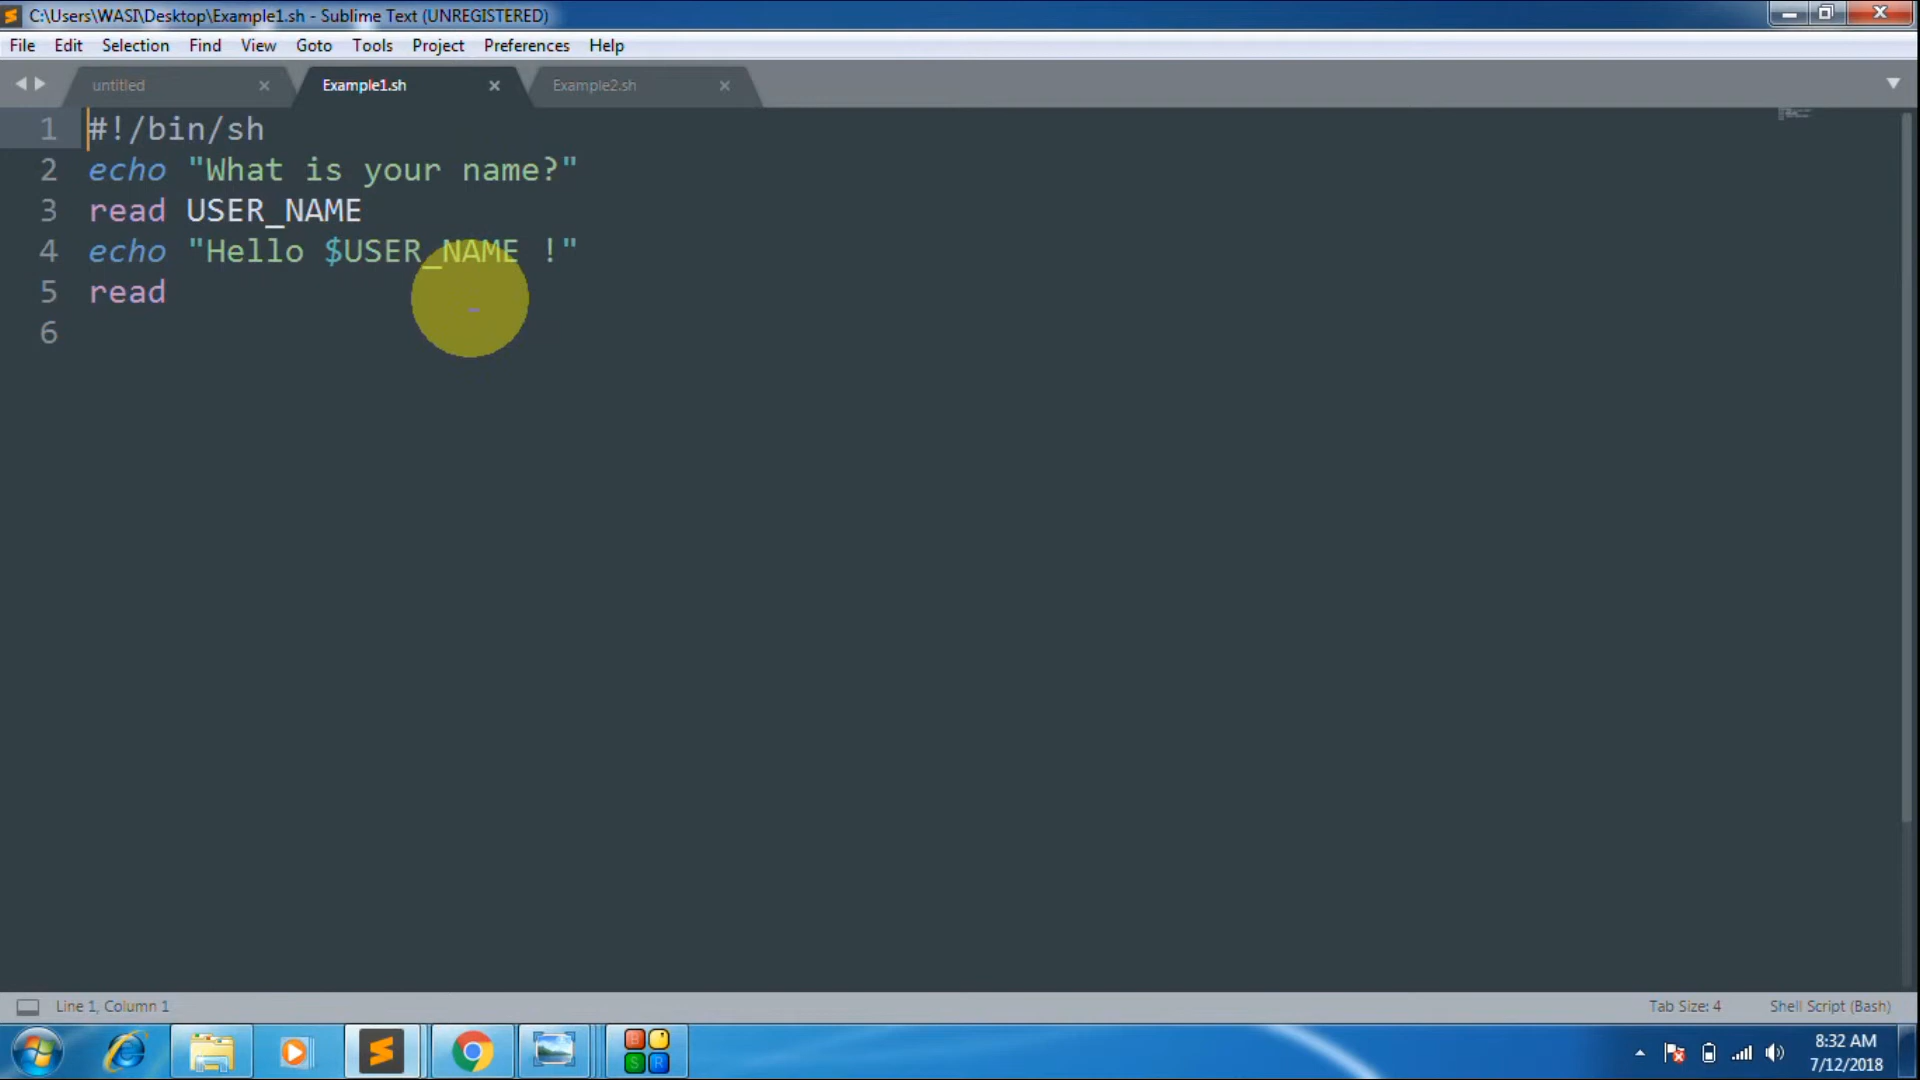 C:\Users\WASI\Desktop\Example1.sh - Sublime Text (UNREGISTERED)
File Edit Selection Find View Goto Tools Project Preferences Help
untitled Example1.sh Example2.sh
1 #!/bin/sh
2 echo "What is your name?"
3 read USER_NAME
4 echo "Hello $USER_NAME !"
5 read
6
Line 1, Column 1 Tab Size: 4 Shell Script (Bash)
B S R
8:32 AM
7/12/2018